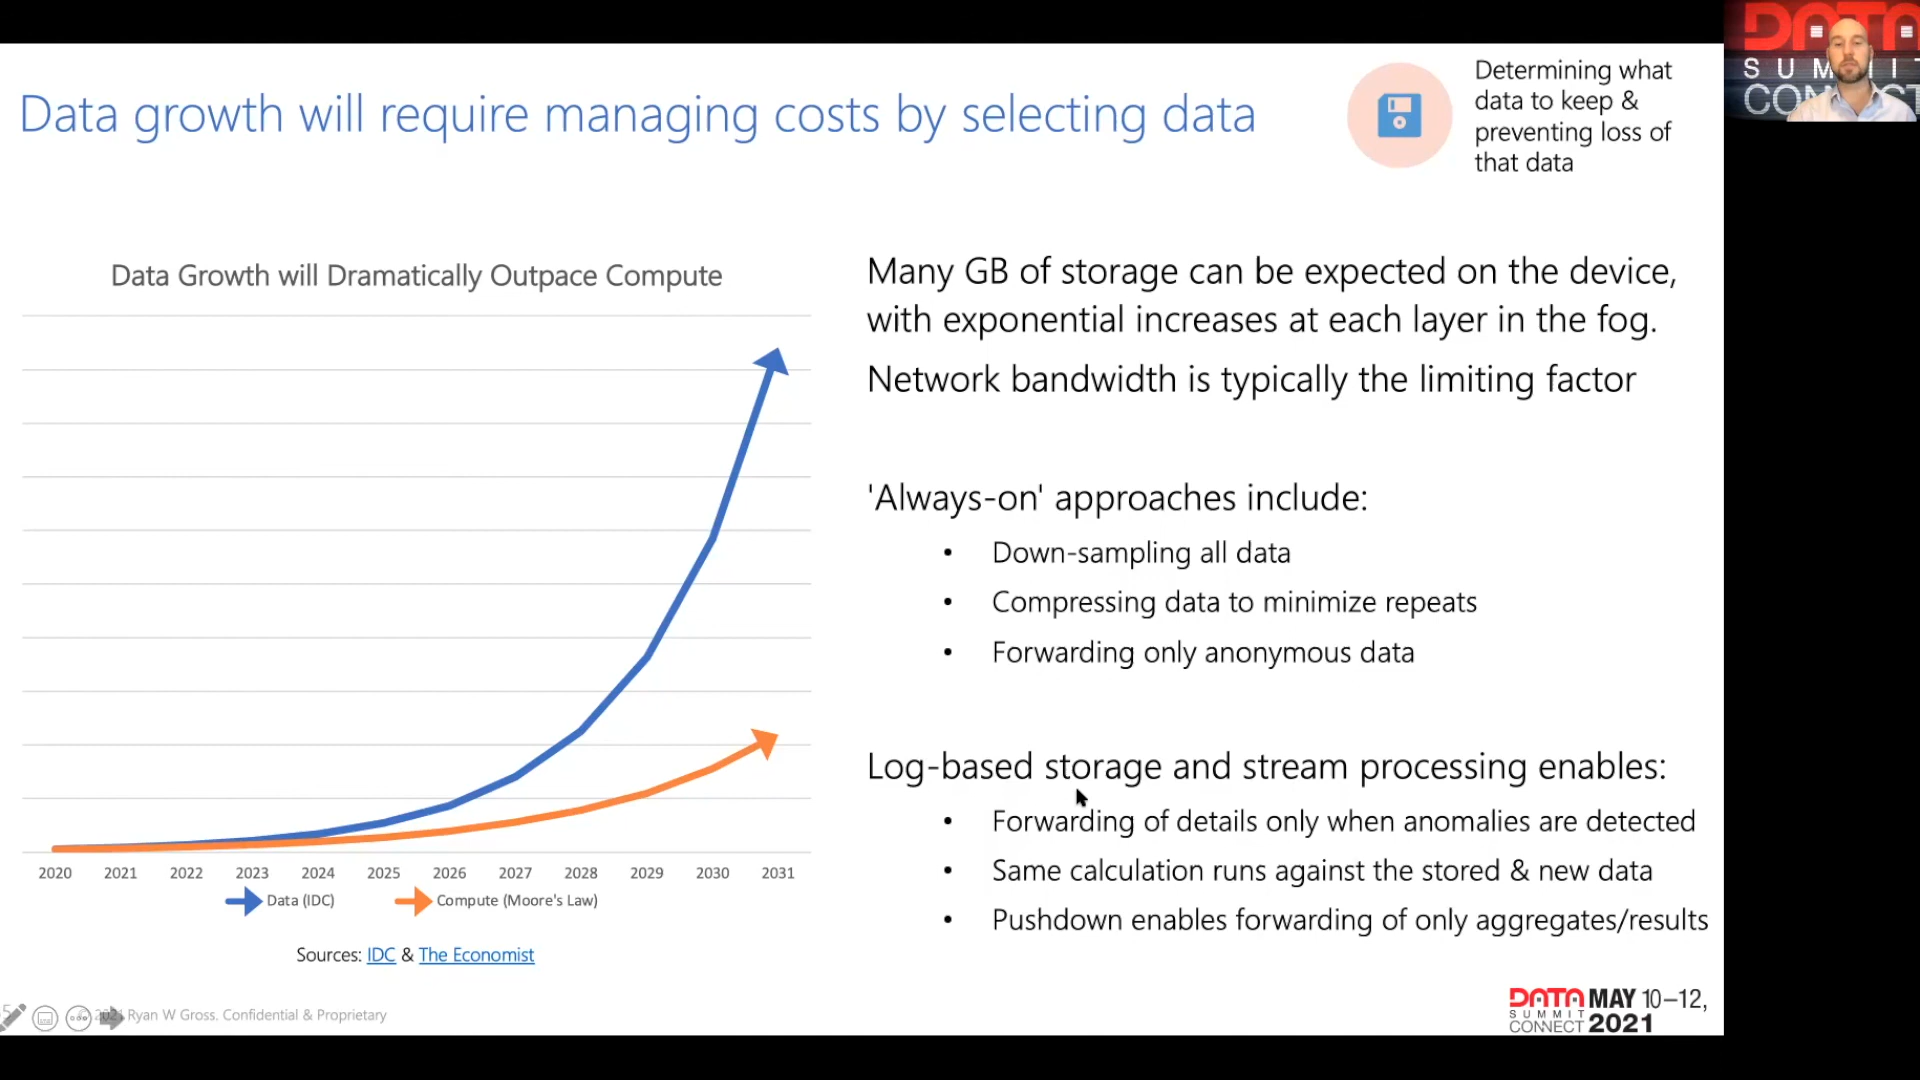 Data growth will require managing costs by selecting data
Determining what
data to keep &
preventing loss of
that data
DATA
SUMMIT
CONNECT
Data Growth will Dramatically Outpace Compute
2020 2021 2022 2023 2024 2025 2026 2027 2028 2029 2030 2031
Data (IDC) Compute (Moore's Law)
Sources: IDC & The Economist
Many GB of storage can be expected on the device,
with exponential increases at each layer in the fog.
Network bandwidth is typically the limiting factor
'Always-on' approaches include:
• Down-sampling all data
• Compressing data to minimize repeats
• Forwarding only anonymous data
Log-based storage and stream processing enables:
• Forwarding of details only when anomalies are detected
• Same calculation runs against the stored & new data
• Pushdown enables forwarding of only aggregates/results
2021 Ryan W Gross. Confidential & Proprietary
DATA MAY 10–12,
SUMMIT
CONNECT 2021